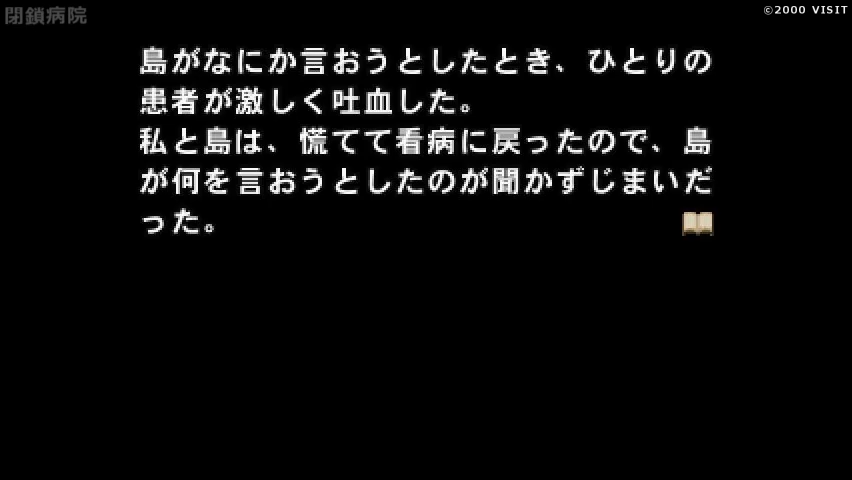 閉鎖病院
©2000 VISIT
島がなにか言おうとしたとき、ひとりの
患者が激しく吐血した。
私と島は、慌てて看病に戻ったので、島
が何を言おうとしたのが聞かずじまいだ
った。